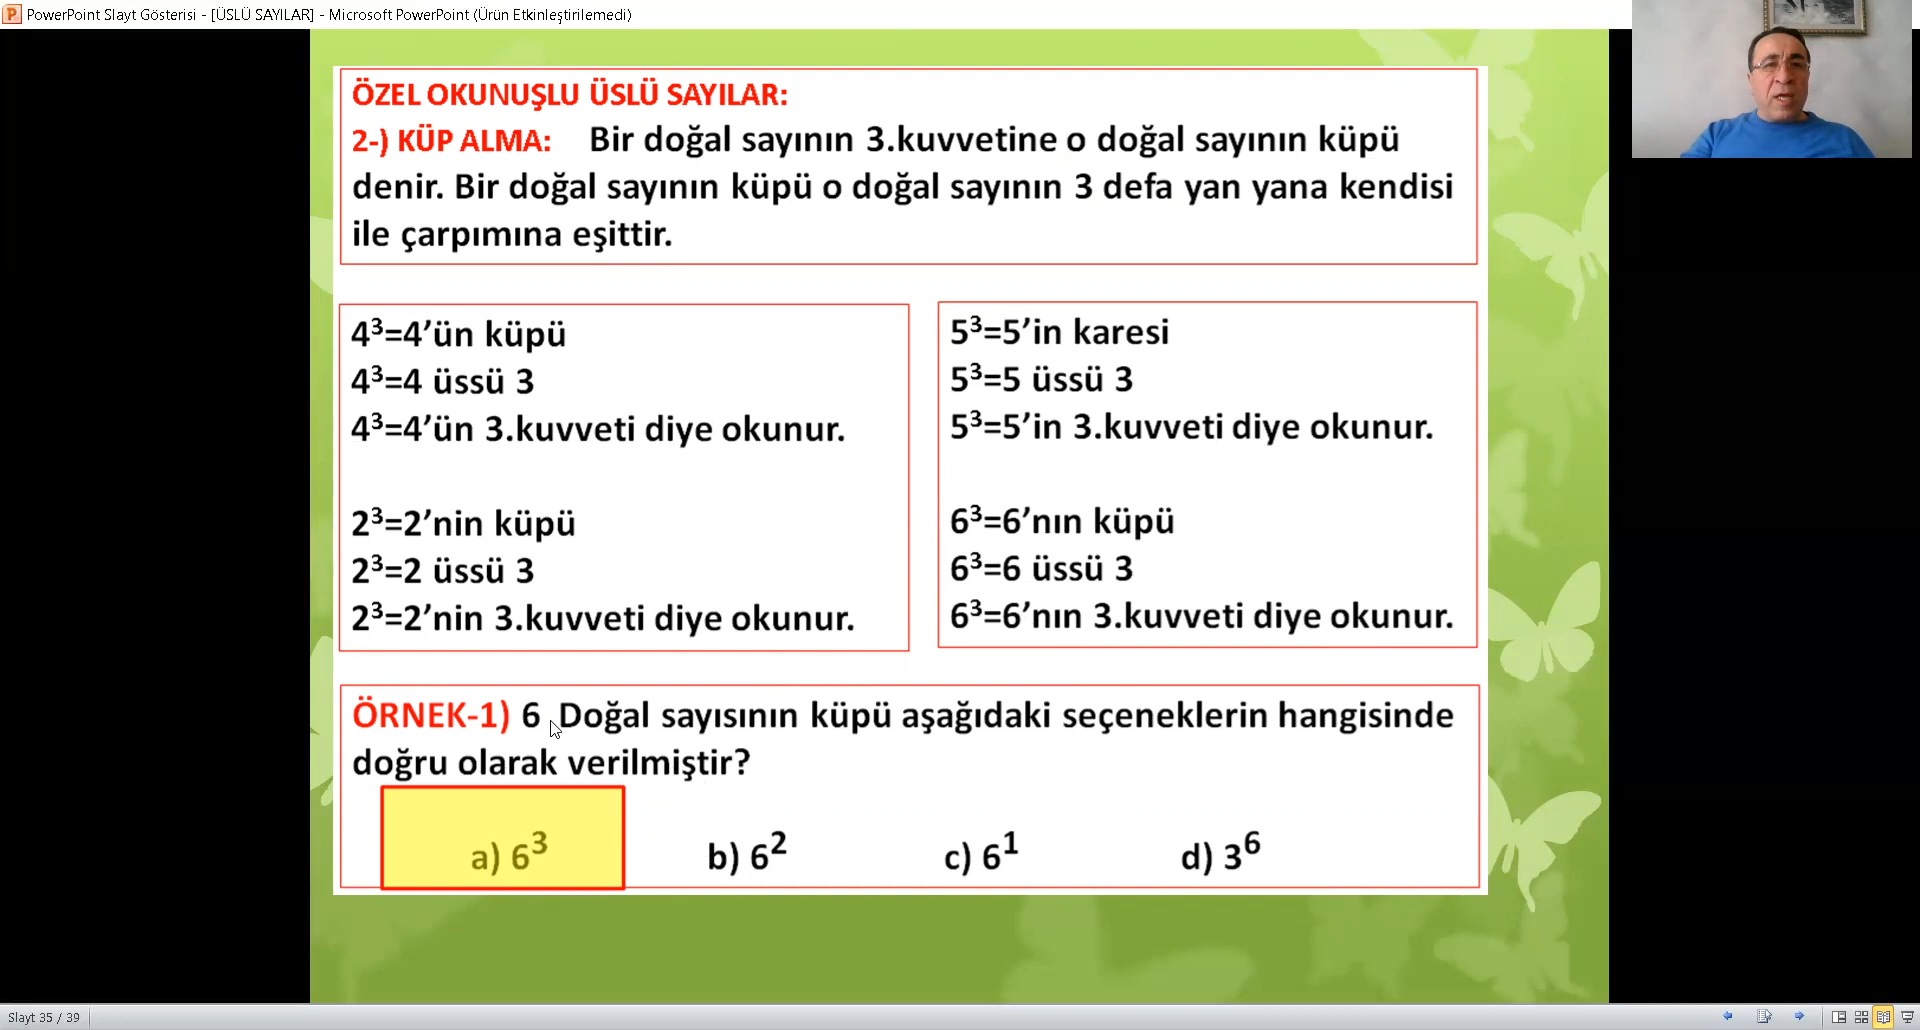 PowerPoint Slayt Gösterisi - [ÜSLÜ SAYILAR] - Microsoft PowerPoint (Ürün Etkinleştirilemedi)
ÖZEL OKUNUŞLU ÜSLÜ SAYILAR:
2-) KÜP ALMA: Bir doğal sayının 3.kuvvetine o doğal sayının küpü
denir. Bir doğal sayının küpü o doğal sayının 3 defa yan yana kendisi
ile çarpımına eşittir.
4³=4’ün küpü
4³=4 üssü 3
4³=4’ün 3.kuvveti diye okunur.
2³=2’nin küpü
2³=2 üssü 3
2³=2’nin 3.kuvveti diye okunur.
5³=5’in karesi
5³=5 üssü 3
5³=5’in 3.kuvveti diye okunur.
6³=6’nın küpü
6³=6 üssü 3
6³=6’nın 3.kuvveti diye okunur.
ÖRNEK-1) 6 Doğal sayısının küpü aşağıdaki seçeneklerin hangisinde
doğru olarak verilmiştir?
a) 6³ b) 6² c) 6¹ d) 3⁶
Slayt 35 / 39